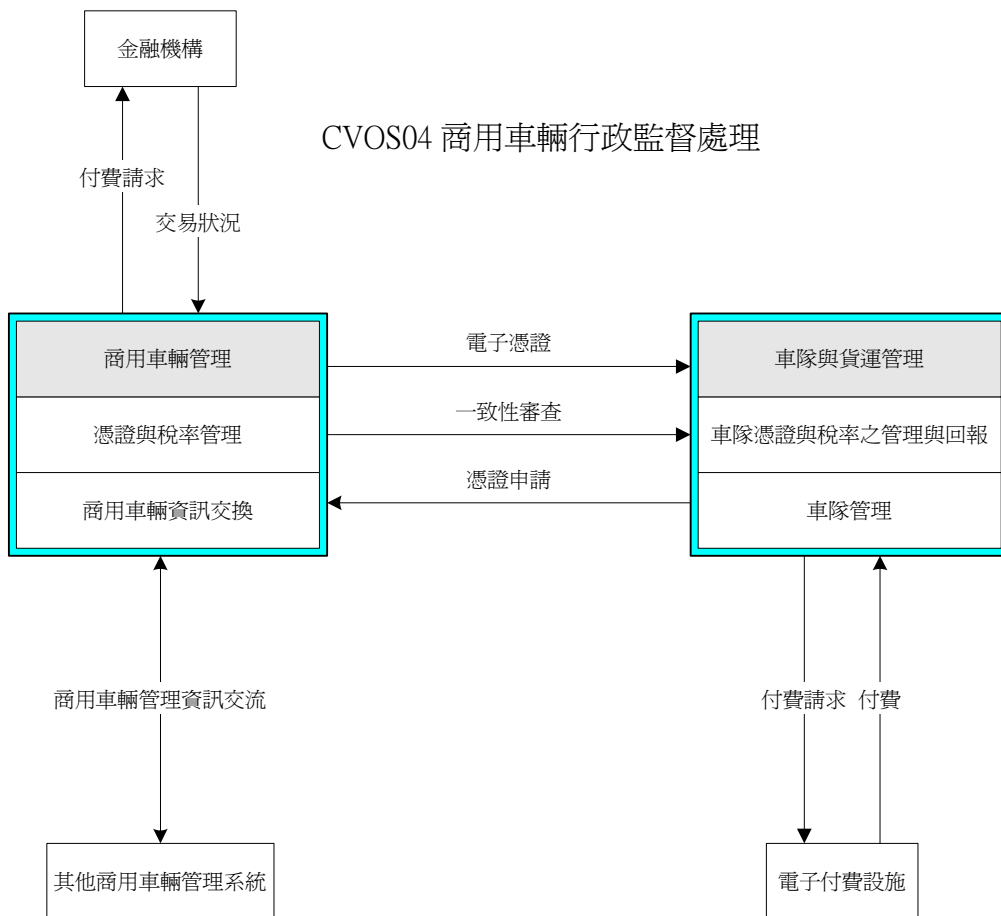 金融機構
CVOS04 商用車輛行政監督處理
付費請求
交易狀況
商用車輛管理
憑證與稅率管理
商用車輛資訊交換
電子憑證
一致性審查
憑證申請
車隊與貨運管理
車隊憑證與稅率之管理與回報
車隊管理
商用車輛管理資訊交流
付費請求
付費
其他商用車輛管理系統
電子付費設施